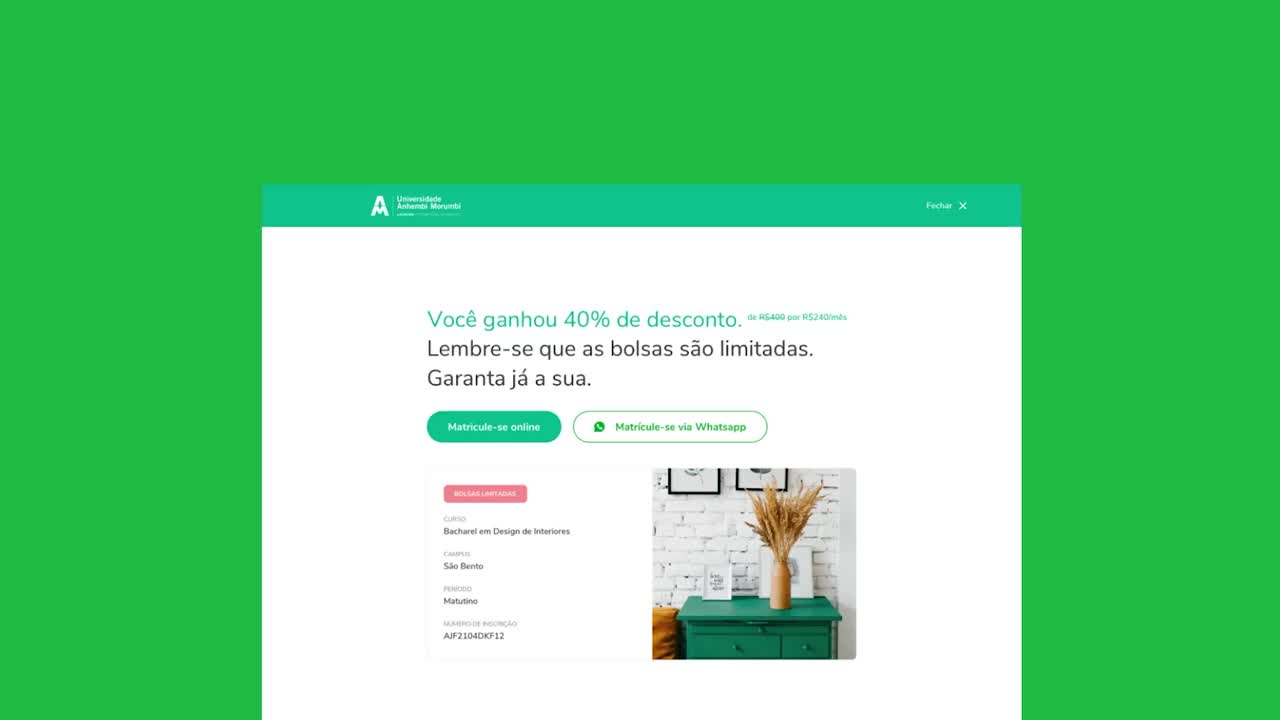 Universidade
Anhembi Morumbi
Fechar
Você ganhou 40% de desconto. de R$400 por R$240/mês
Lembre-se que as bolsas são limitadas.
Garanta já a sua.
Matricule-se online
Matrícule-se via Whatsapp
BOLSAS LIMITADAS
CURSO
Bacharel em Design de Interiores
CAMPUS
São Bento
PERÍODO
Matutino
NÚMERO DE INSCRIÇÃO
AJF2104DKF12